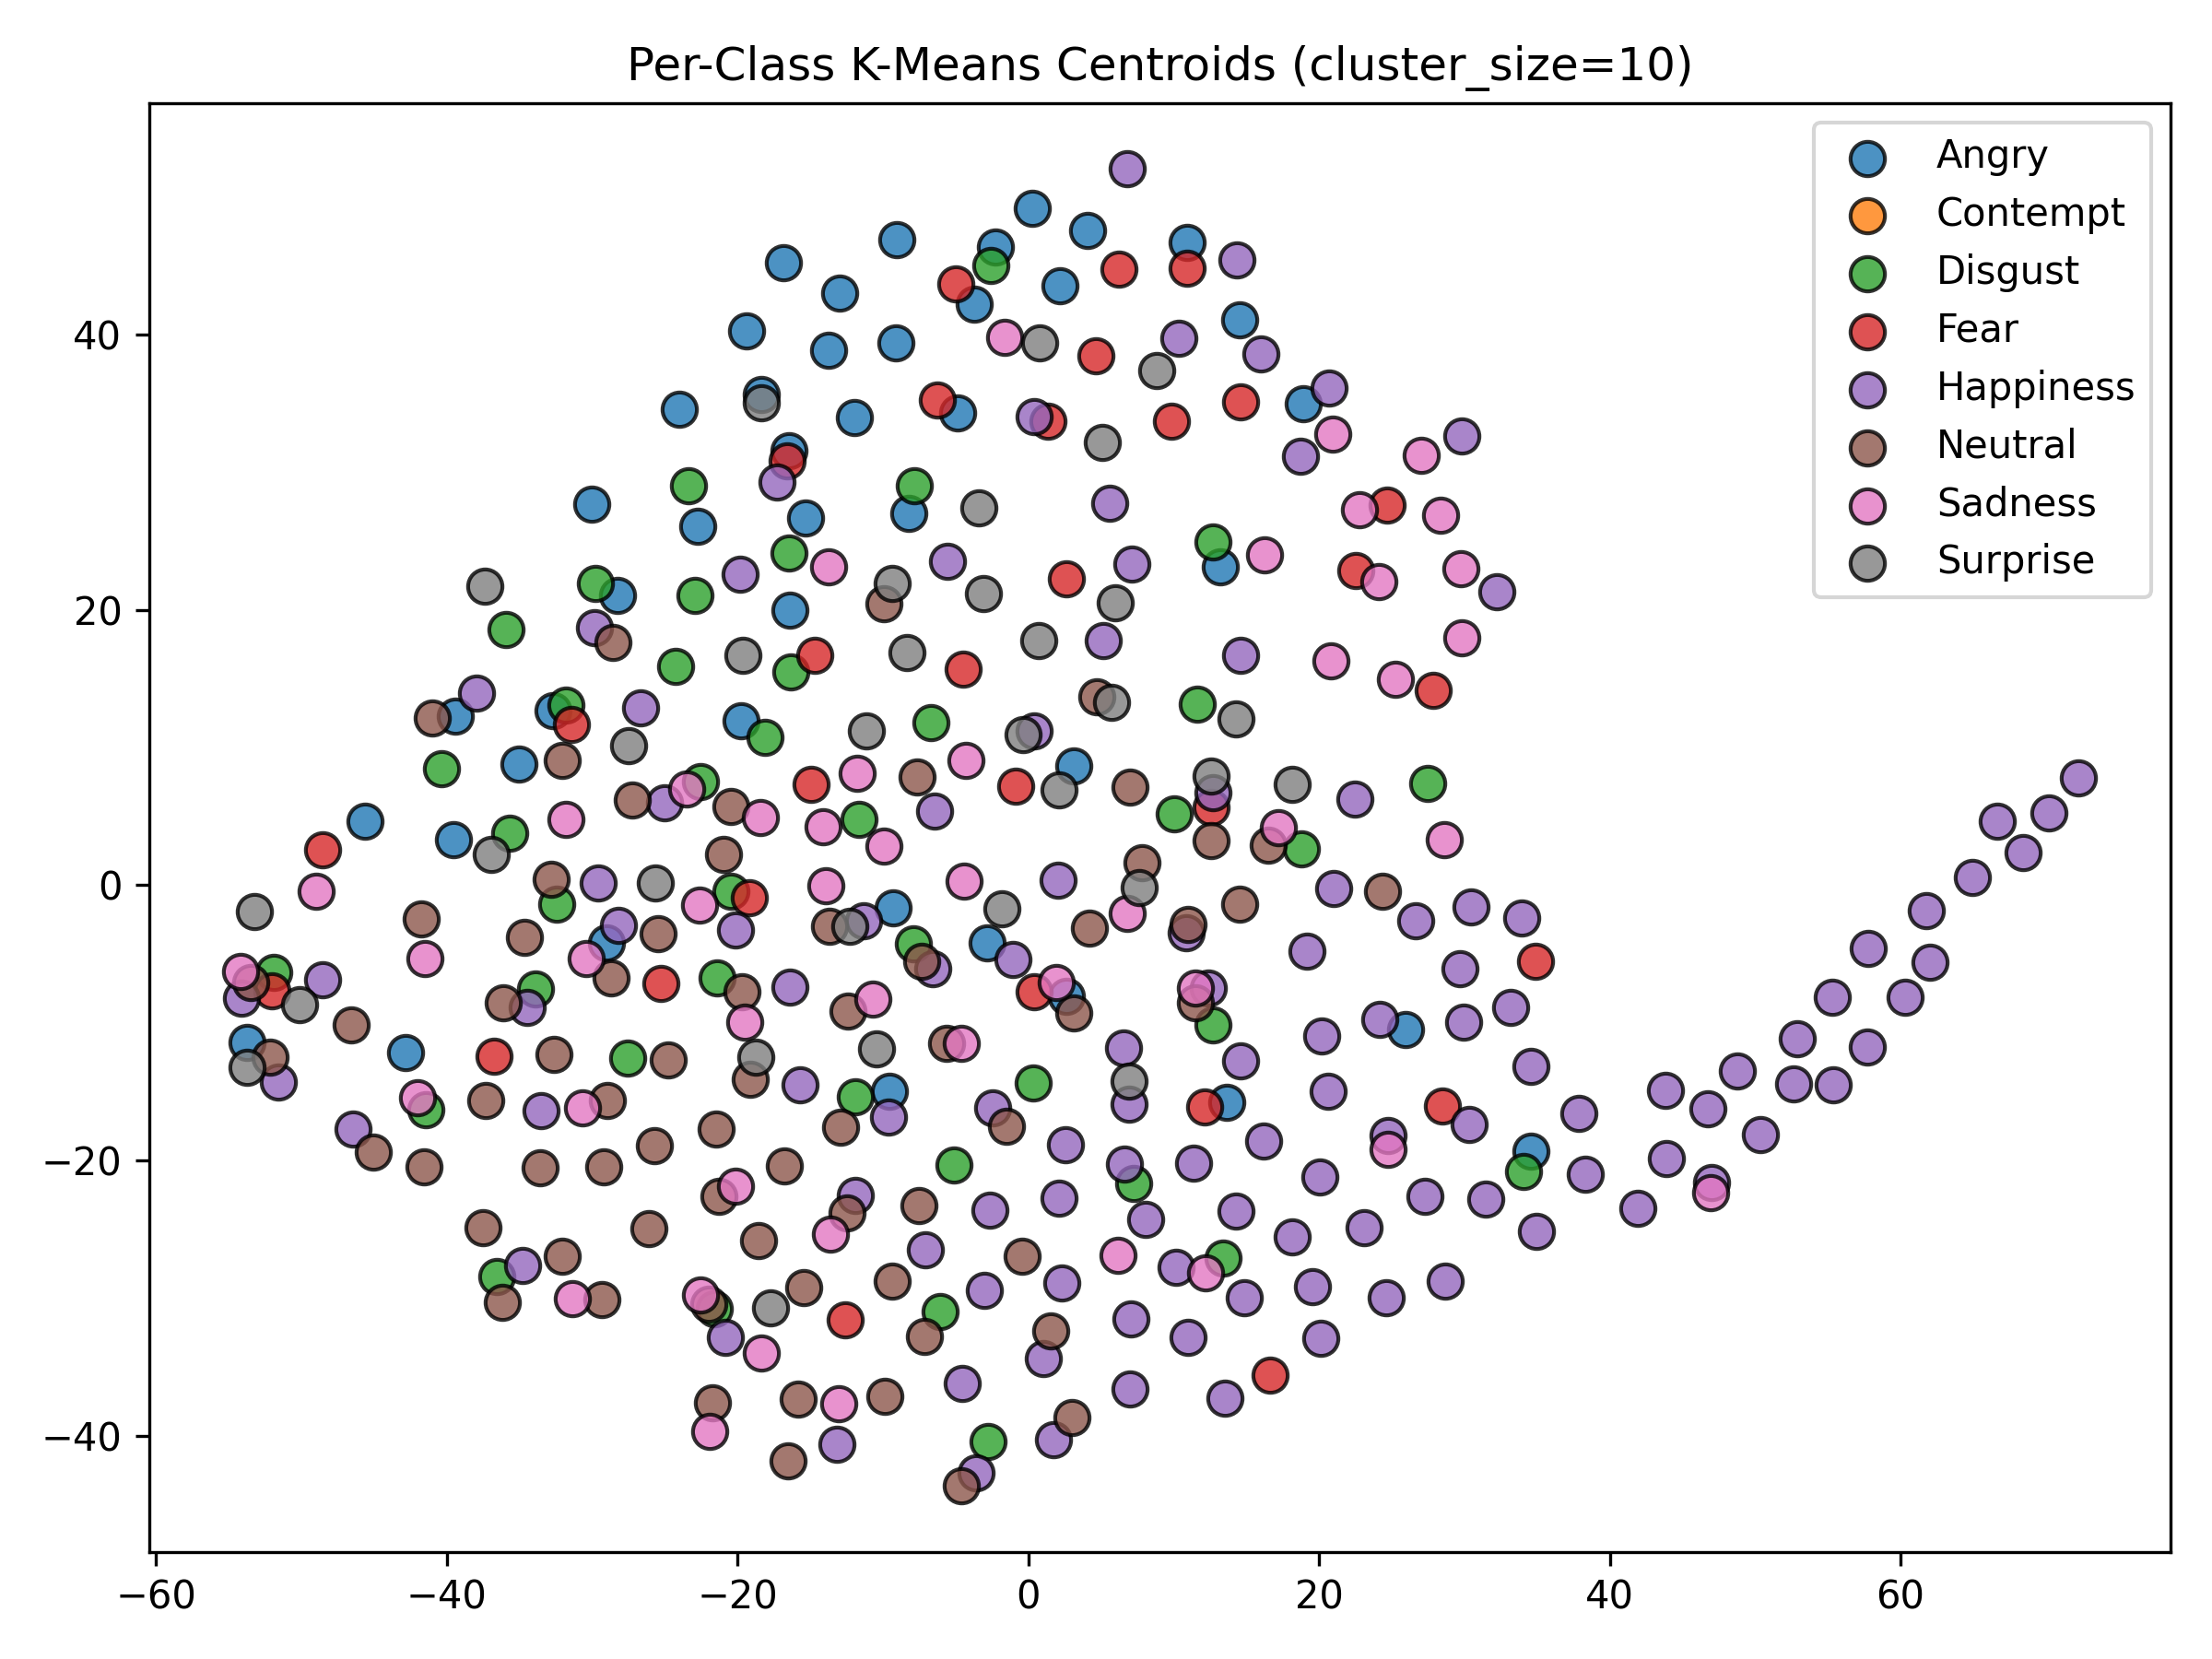 Per-Class K-Means Centroids (cluster_size=10)
Angry
Contempt
Disgust
Fear
Happiness
Neutral
Sadness
Surprise
40
20
0
−20
−40
−60 −40 −20 0 20 40 60